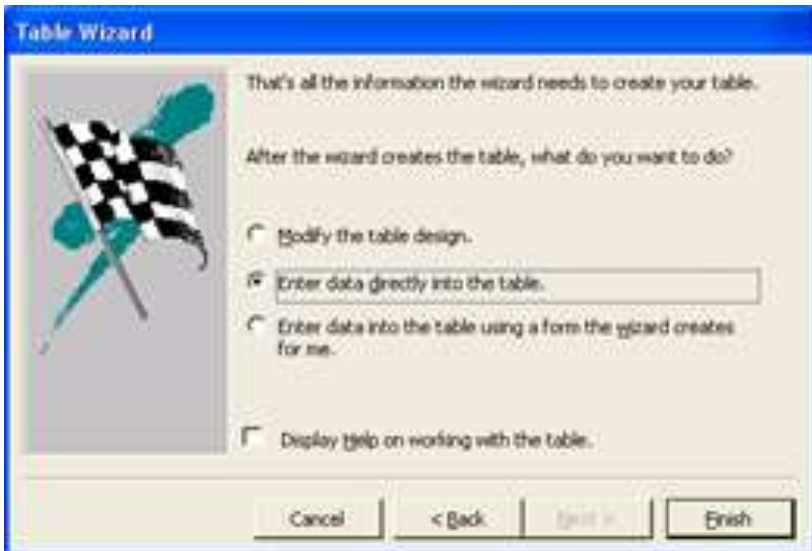 Table Wizard
That's all the information the wizard needs to create your table.
After the wizard creates the table, what do you want to do?
Modify the table design.
Enter data directly into the table.
Enter data into the table using a form the wizard creates
for me.
Display Help on working with the table.
Cancel
< Back
Next >
Finish